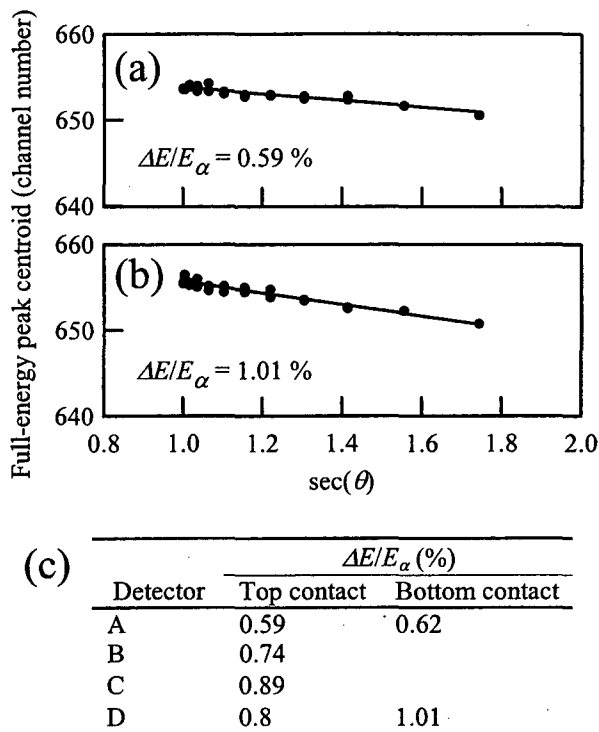 Full-energy peak centroid (channel number)
660
(a)
650
ΔE/Eα = 0.59 %
640
660
(b)
650
ΔE/Eα = 1.01 %
640
0.8 1.0 1.2 1.4 1.6 1.8 2.0
sec(θ)
(c)
ΔE/Eα (%)
Detector Top contact Bottom contact
A 0.59 0.62
B 0.74
C 0.89
D 0.8 1.01